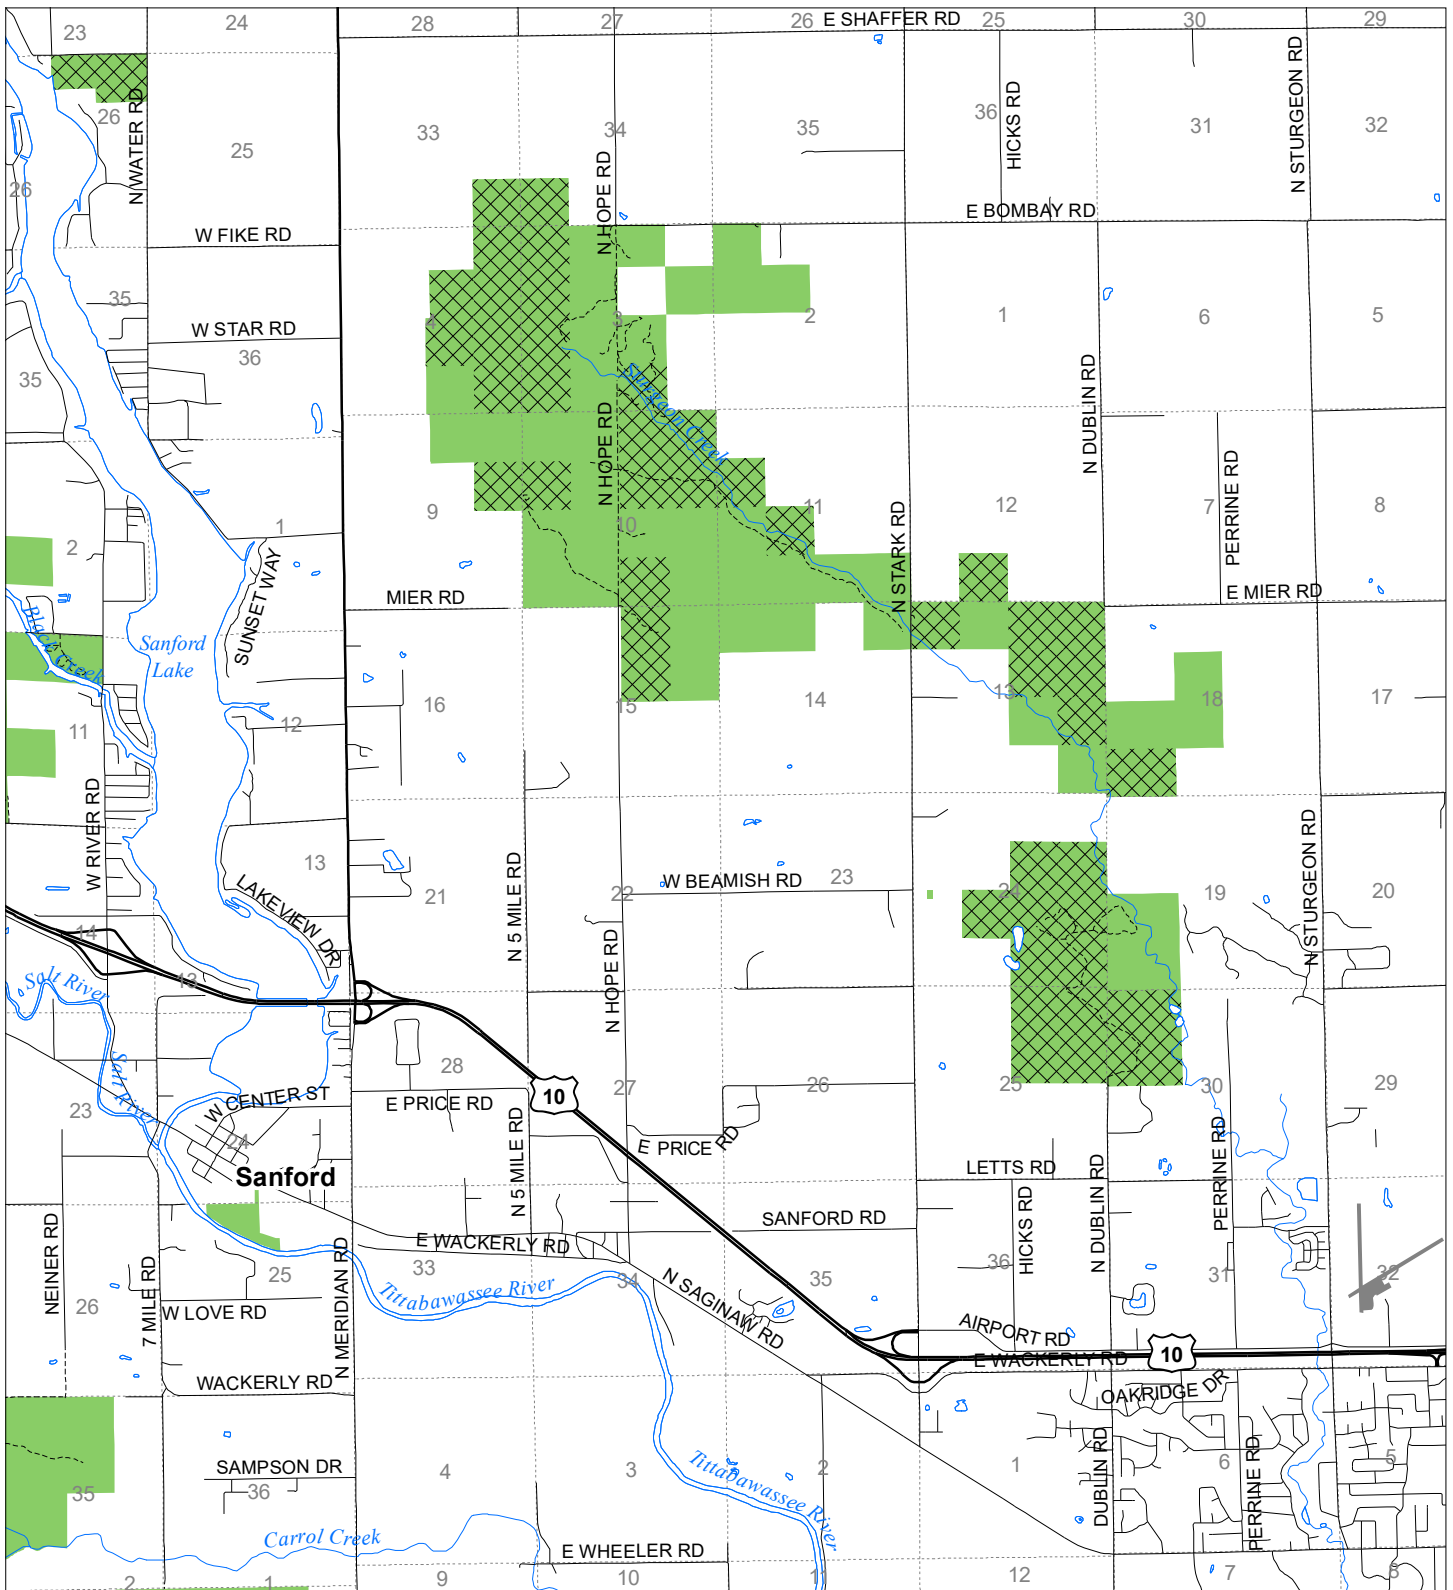 23
24
28
27
26
E SHAFFER RD
25
30
29
26
N WATER RD
25
33
34
35
36
HICKS RD
31
N STURGEON RD
32
26
W FIKE RD
N HOPE RD
E BOMBAY RD
35
W STAR RD
36
35
4
3
2
1
6
5
N DUBLIN RD
Sturgeon Creek
N HOPE RD
1
2
9
10
11
N STARK RD
12
7
PERRINE RD
8
SUNSET WAY
MIER RD
E MIER RD
Black Creek
Sanford
Lake
11
12
16
15
14
13
18
17
W RIVER RD
13
LAKEVIEW DR
21
N 5 MILE RD
22
W BEAMISH RD
23
24
19
N STURGEON RD
20
14
13
Salt River
N HOPE RD
Salt River
28
27
26
25
30
29
23
W CENTER ST
E PRICE RD
10
24
N 5 MILE RD
E PRICE RD
PERRINE RD
Sanford
LETTS RD
N DUBLIN RD
HICKS RD
NEINER RD
SANFORD RD
E WACKERLY RD
7 MILE RD
25
N MERIDIAN RD
33
34
35
36
31
32
26
W LOVE RD
Tittabawassee River
N SAGINAW RD
AIRPORT RD
E WACKERLY RD
10
WACKERLY RD
OAKRIDGE DR
35
SAMPSON DR
36
4
3
2
1
DUBLIN RD
6
PERRINE RD
5
Tittabawassee River
Carrol Creek
E WHEELER RD
2
1
9
10
12
7
8